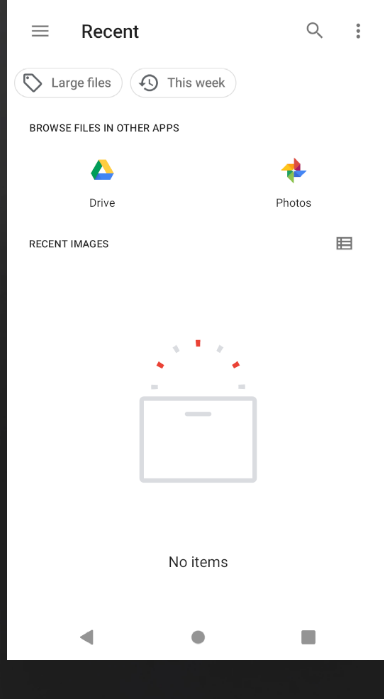 Recent
Large files
This week
BROWSE FILES IN OTHER APPS
Drive
Photos
RECENT IMAGES
No items